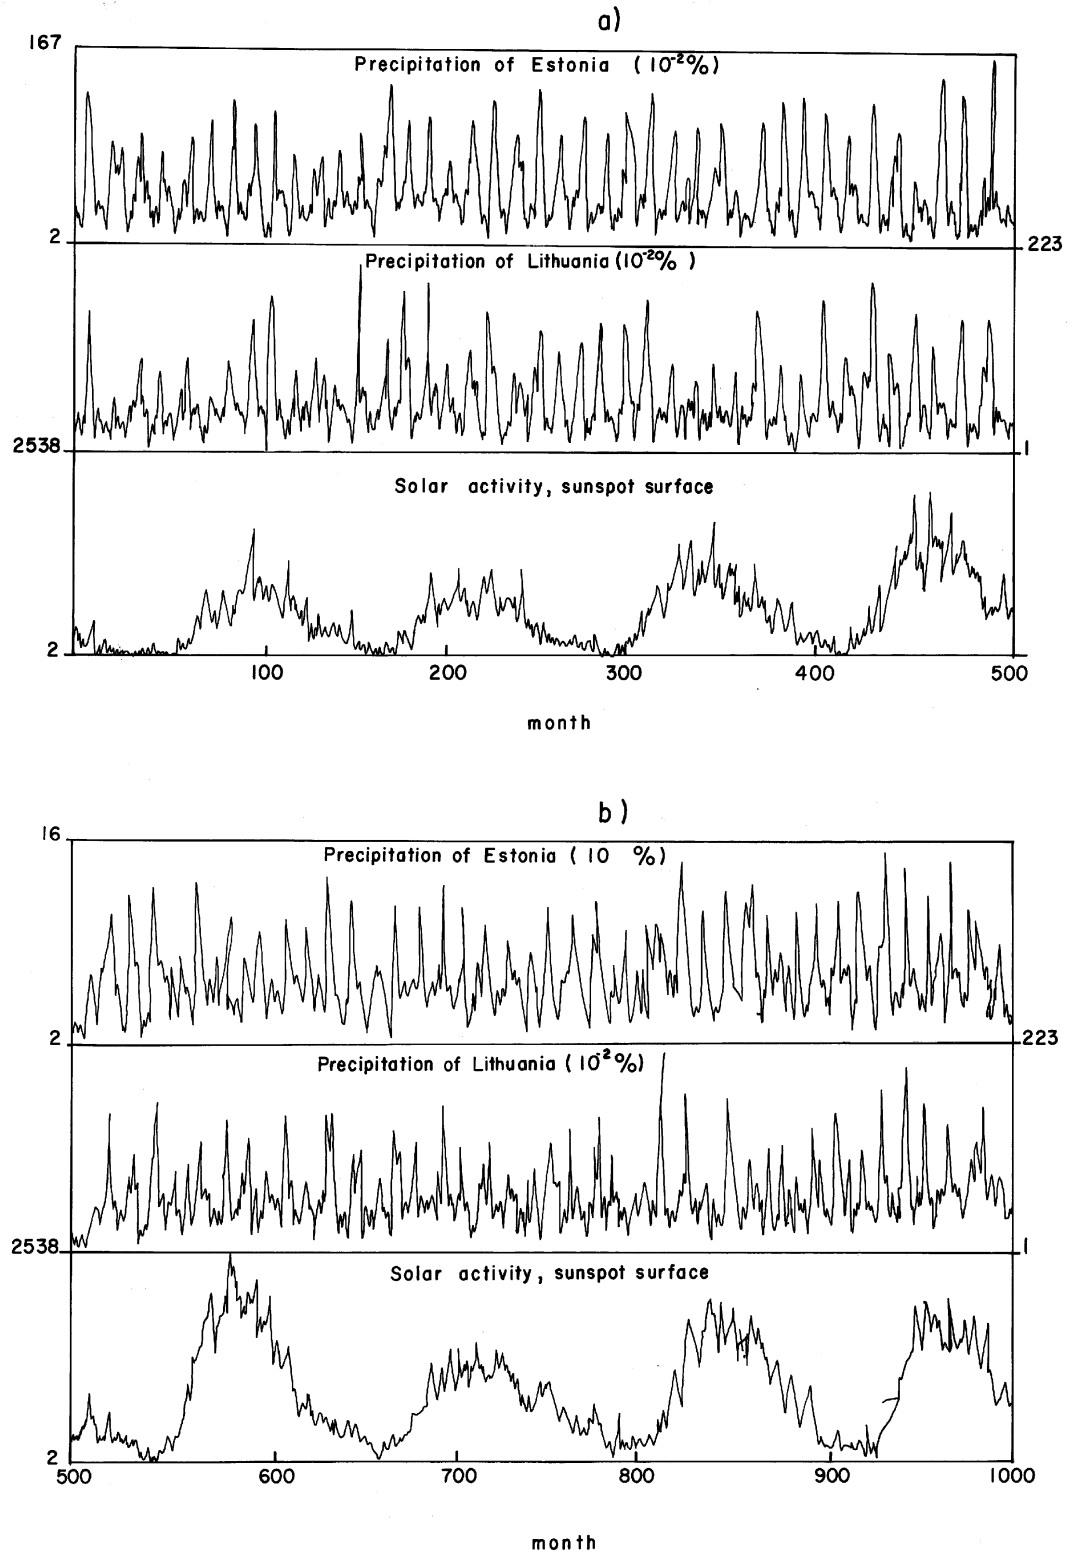 a)
167
Precipitation of Estonia (10⁻²%)
2
223
Precipitation of Lithuania (10⁻²%)
2538
1
Solar activity, sunspot surface
2
100 200 300 400 500
month
b)
16
Precipitation of Estonia (10 %)
2
223
Precipitation of Lithuania (10⁻²%)
2538
1
Solar activity, sunspot surface
2
500 600 700 800 900 1000
month